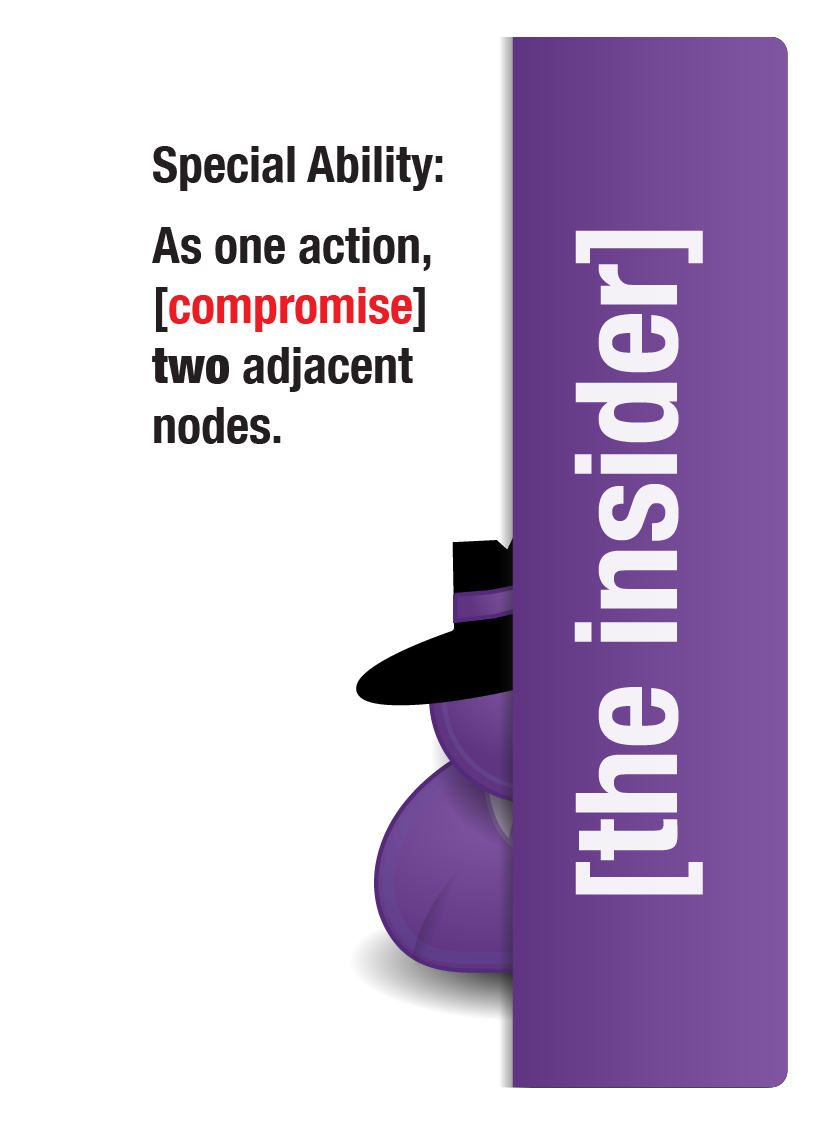 Special Ability:
As one action,
[compromise]
two adjacent
nodes.
[the insider]